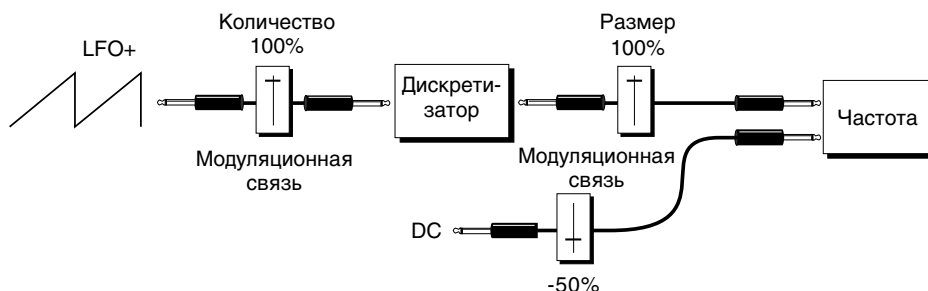 Количество
100%
LFO+
Модуляционная
связь
Дискрети-
затор
Размер
100%
Модуляционная
связь
Частота
DC
-50%